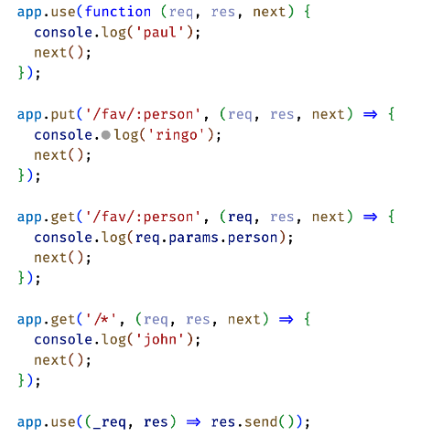 app.use(function (req, res, next) {
  console.log('paul');
  next();
});

app.put('/fav/:person', (req, res, next) => {
  console.log('ringo');
  next();
});

app.get('/fav/:person', (req, res, next) => {
  console.log(req.params.person);
  next();
});

app.get('/*', (req, res, next) => {
  console.log('john');
  next();
});

app.use((_req, res) => res.send());